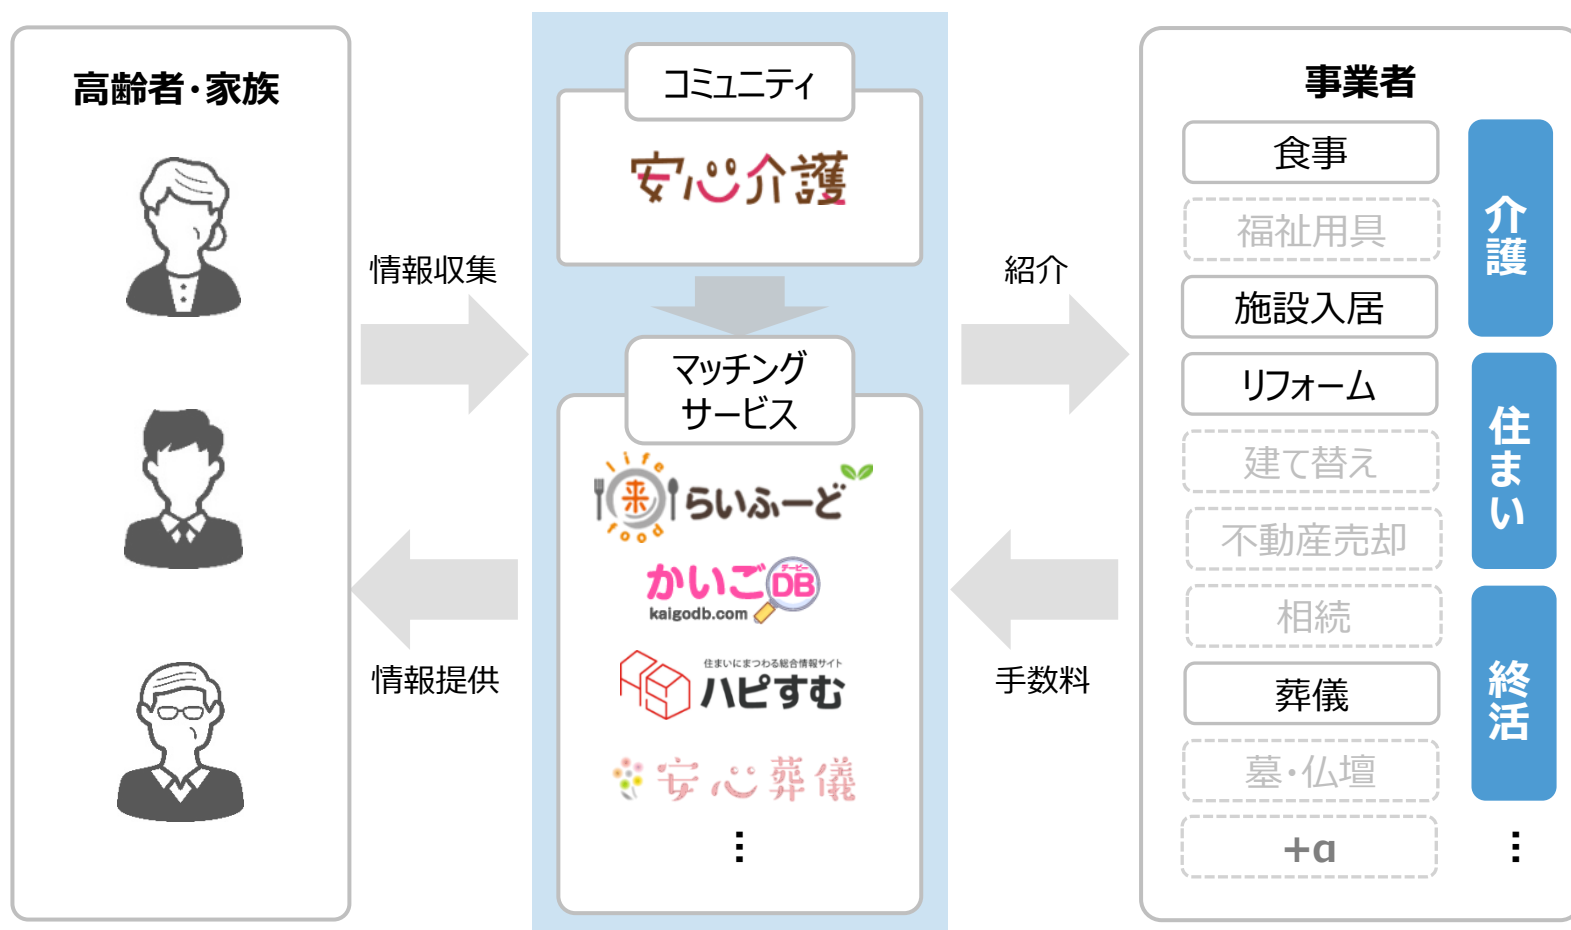 高齢者・家族
情報収集
情報提供
コミュニティ
安心介護
マッチング
サービス
life
来
food
らいふーど
かいごDB
デービー
kaigodb.com
住まいにまつわる総合情報サイト
ハピすむ
安心葬儀
⋮
紹介
手数料
事業者
食事
福祉用具
施設入居
リフォーム
建て替え
不動産売却
相続
葬儀
墓・仏壇
+α
介護
住まい
終活
⋮